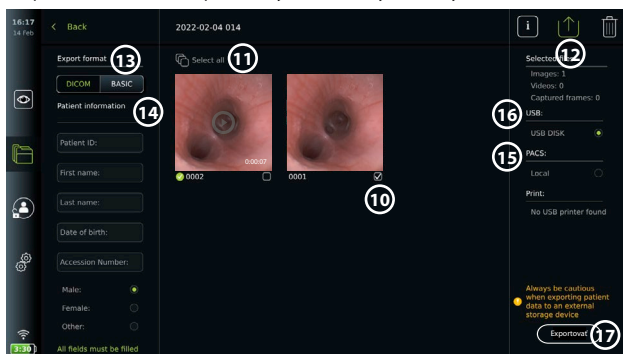 16:17
14 Feb
Back
2022-02-04 014
Export format
13
DICOM
BASIC
Patient information
14
Patient ID:
First name:
Last name:
Date of birth:
Accession Number:
Male:
Female:
Other:
All fields must be filled
3:30
Select all
11
0:00:07
0002
0001
10
i
12
Images: 1
Videos: 0
Captured frames: 0
16
USB:
USB DISK
15
PACS:
Local
Print:
No USB printer found
Always be cautious
when exporting patient
data to an external
storage device
17